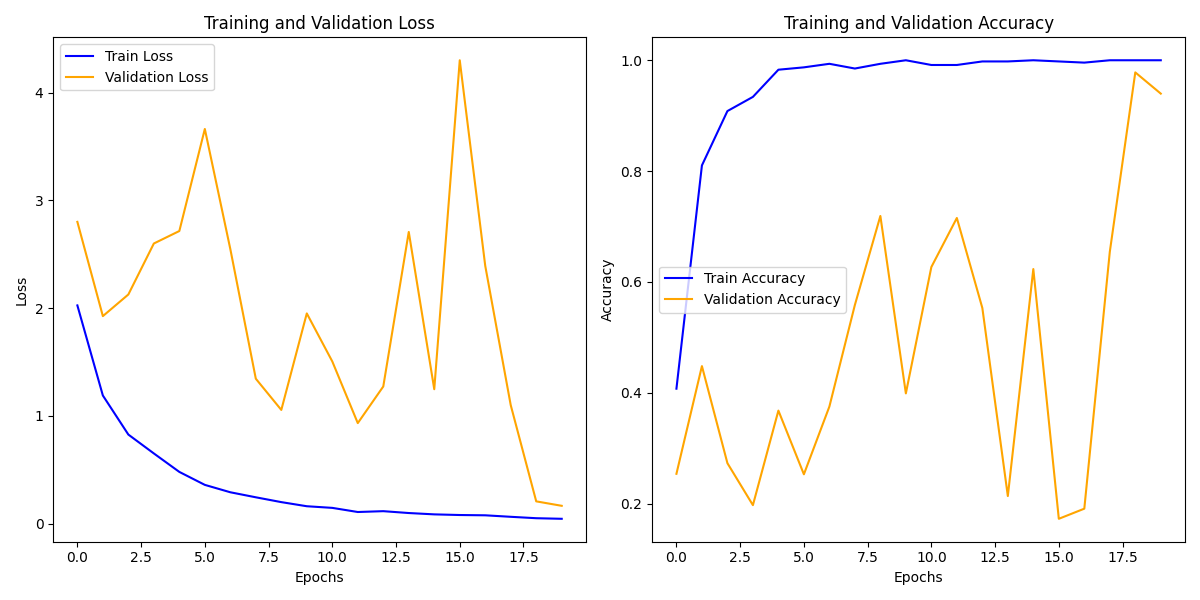 Training and Validation Loss
Train Loss
Validation Loss
4
3
2
1
0
Loss
0.0 2.5 5.0 7.5 10.0 12.5 15.0 17.5
Epochs
Training and Validation Accuracy
1.0
0.8
0.6
0.4
0.2
Accuracy
Train Accuracy
Validation Accuracy
0.0 2.5 5.0 7.5 10.0 12.5 15.0 17.5
Epochs